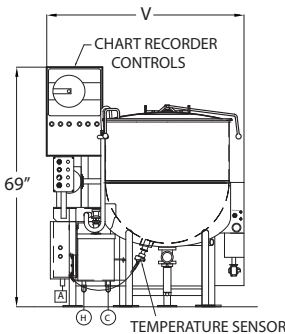 V
CHART RECORDER
CONTROLS
69”
A
H
C
TEMPERATURE SENSOR